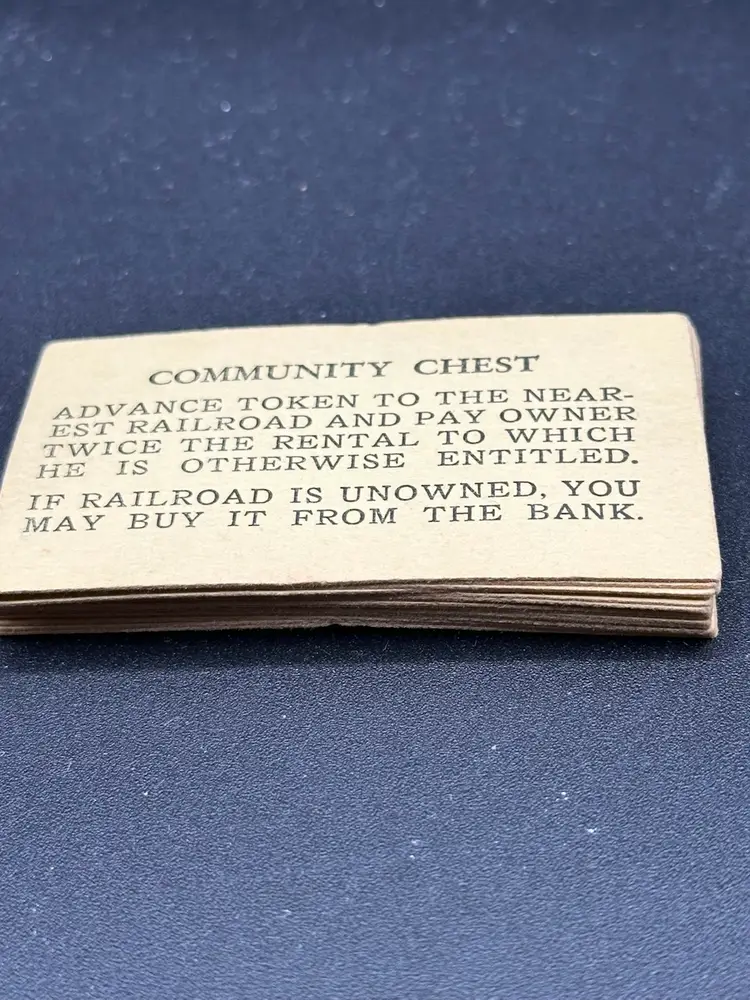 COMMUNITY CHEST
ADVANCE TOKEN TO THE NEAR-
EST RAILROAD AND PAY OWNER
TWICE THE RENTAL TO WHICH
HE IS OTHERWISE ENTITLED.
IF RAILROAD IS UNOWNED, YOU
MAY BUY IT FROM THE BANK.